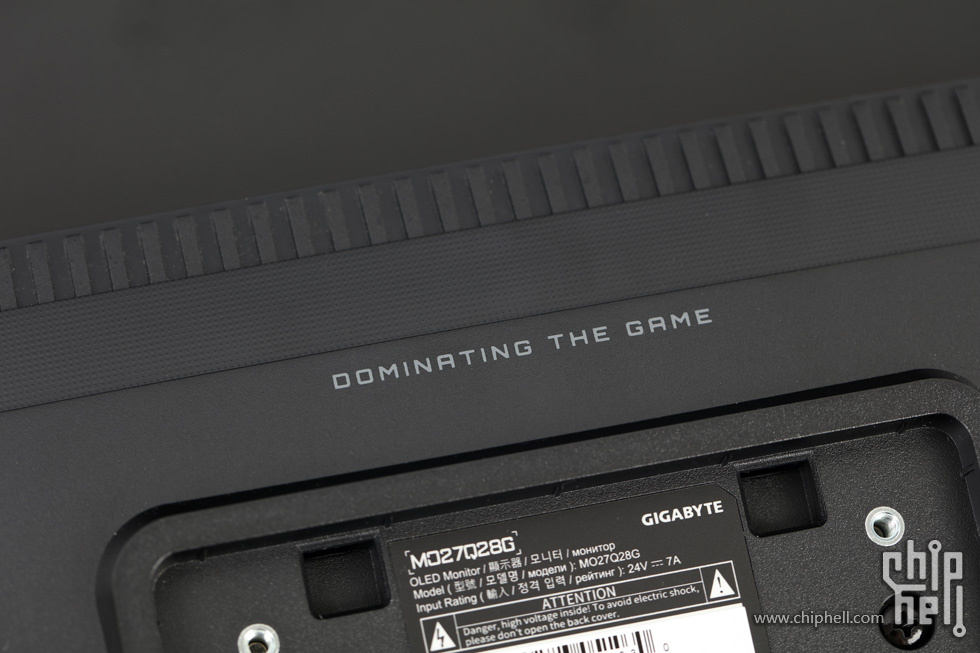 DOMINATING THE GAME
GIGABYTE
MO27Q28G
OLED Monitor / 顯示器 / 모니터 / монитор
Model ( 型號 / 모델명 / модели ): MO27Q28G
Input Rating ( 輸入 / 정격 입력 / рейтинг ): 24V ⎓ 7A
ATTENTION
Danger, high voltage inside! To avoid electric shock,
please don't open the back cover.
www.chiphell.com
chip
hell